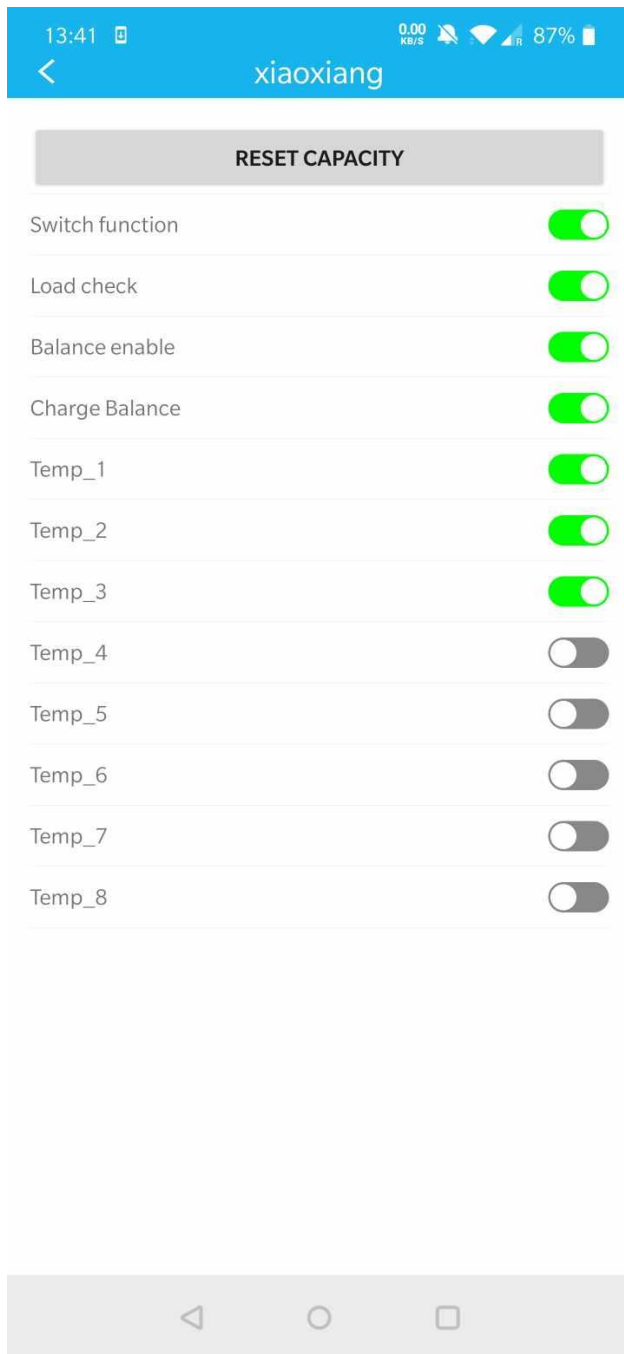 13:41 0.00 KB/S R 87%
xiaoxiang
RESET CAPACITY
Switch function
Load check
Balance enable
Charge Balance
Temp_1
Temp_2
Temp_3
Temp_4
Temp_5
Temp_6
Temp_7
Temp_8